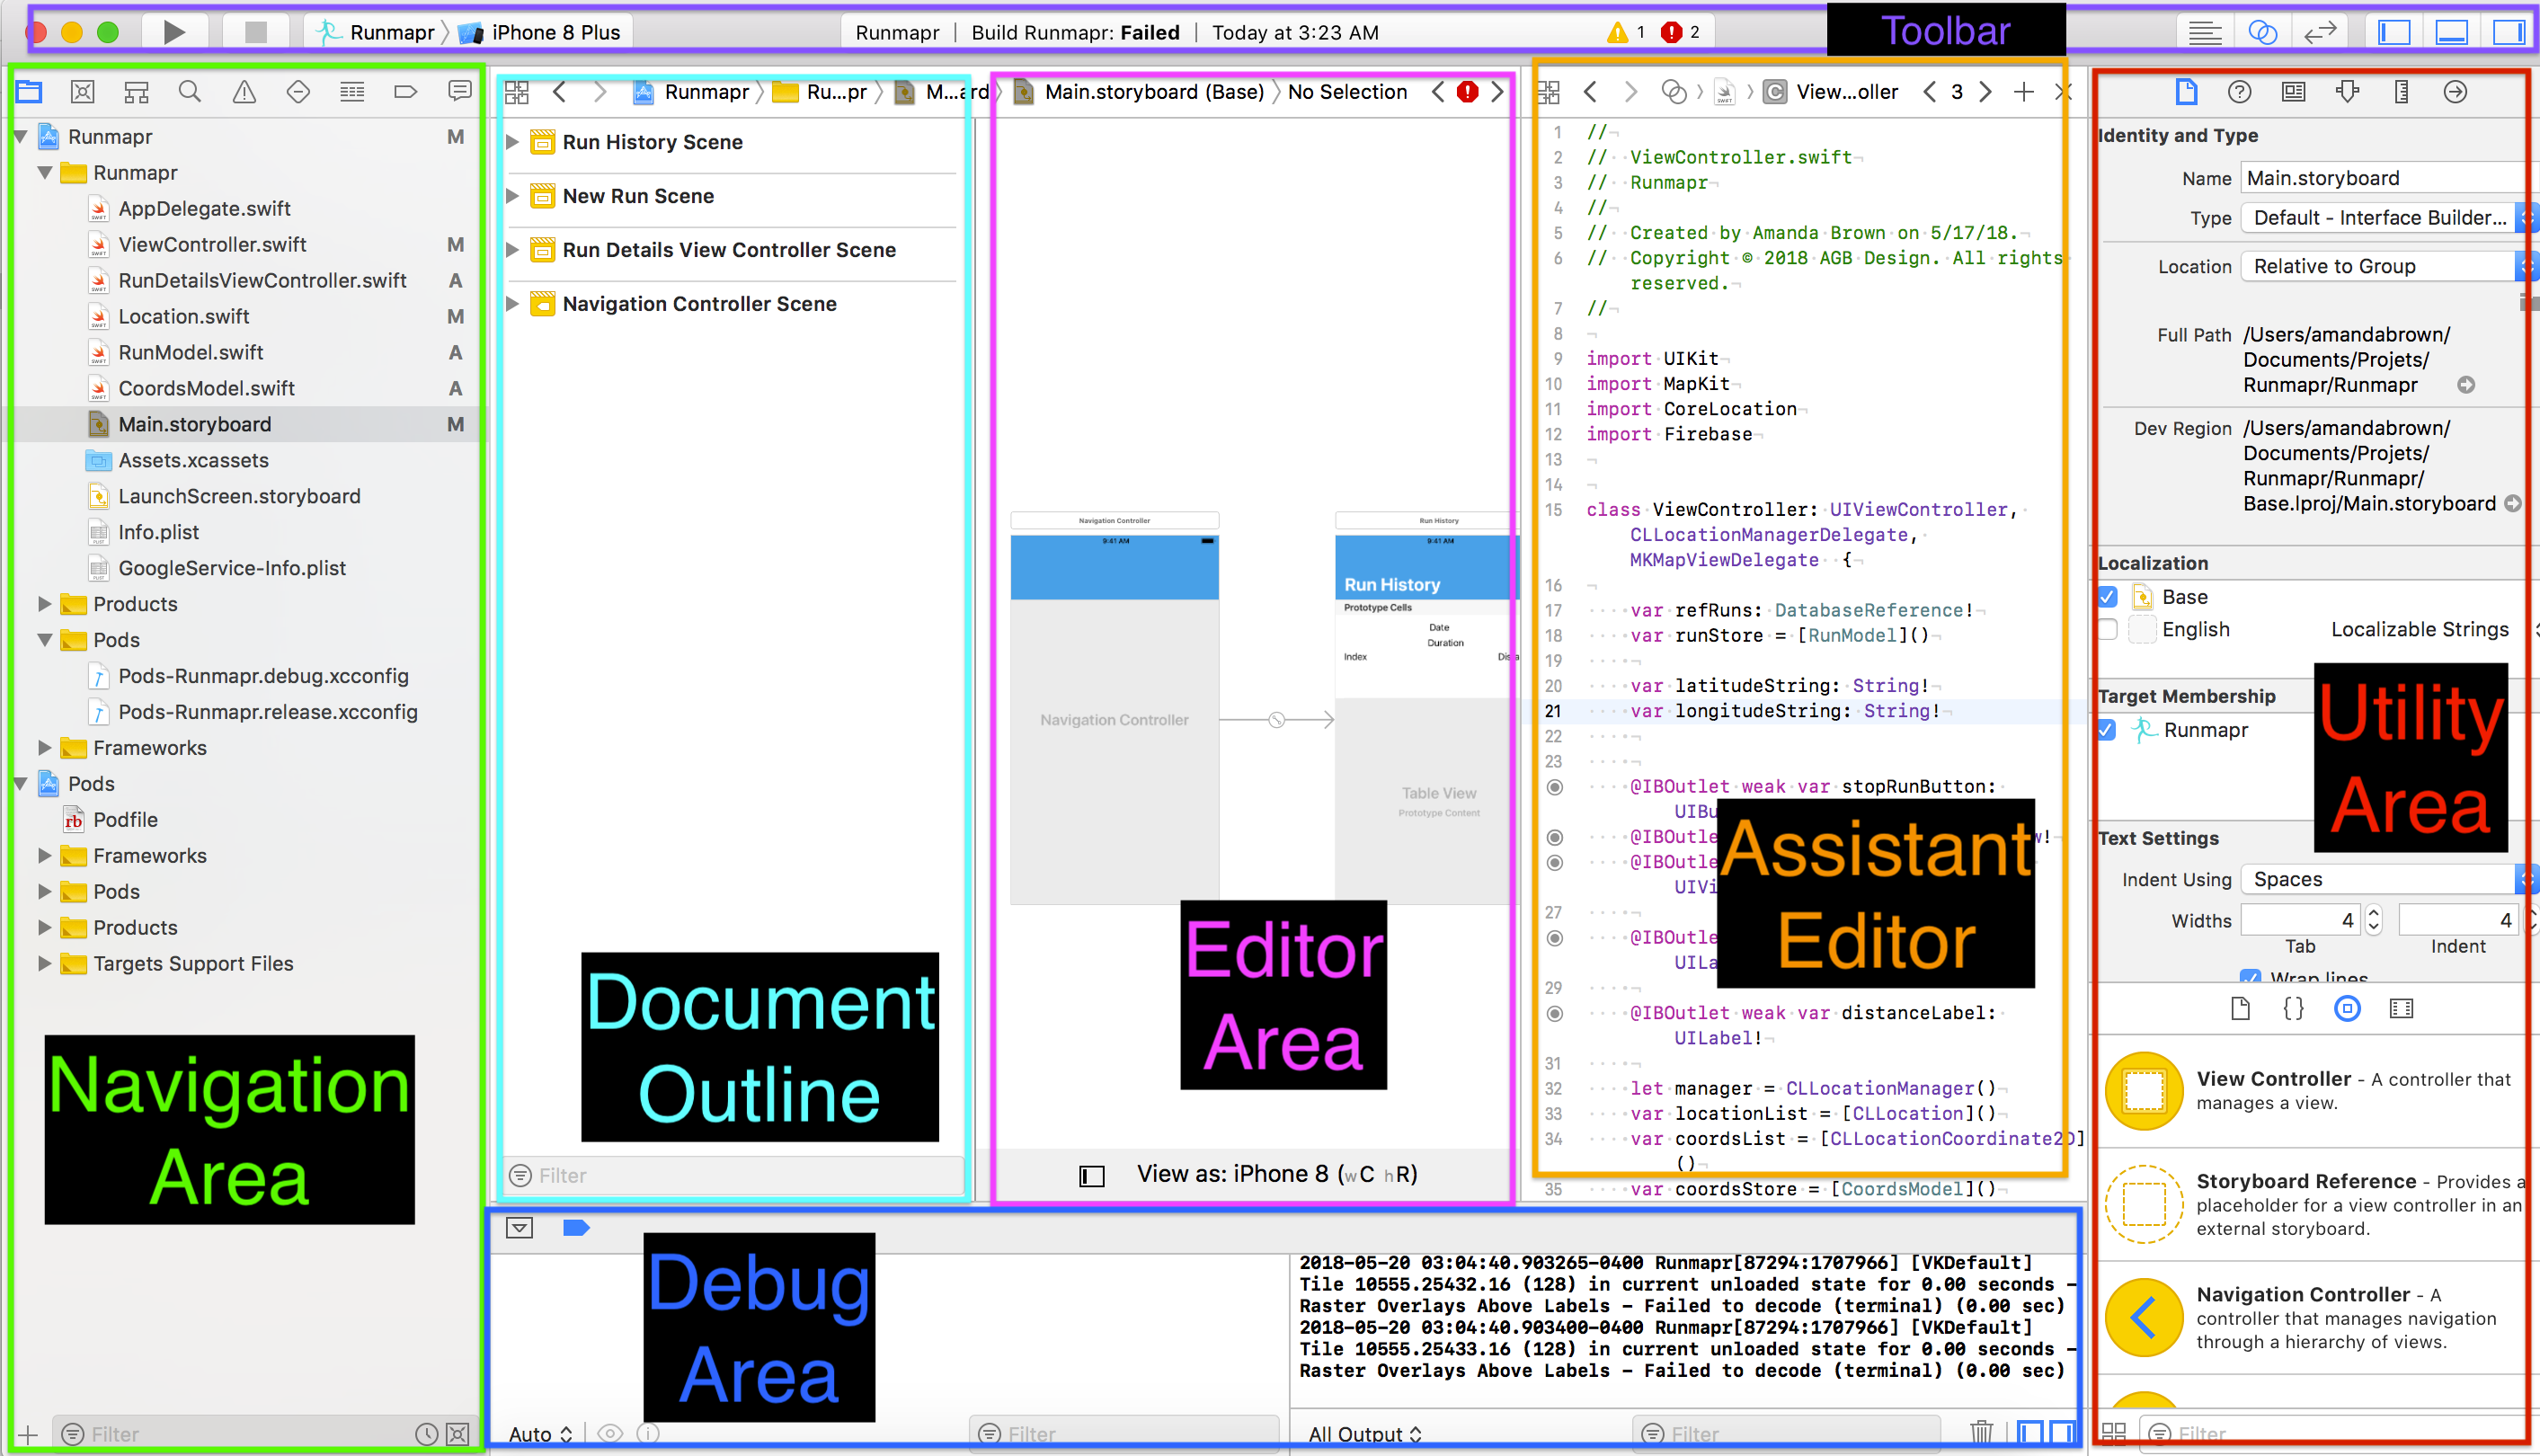 Runmapr iPhone 8 Plus
Runmapr | Build Runmapr: Failed | Today at 3:23 AM
1 2
Toolbar
Runmapr M
Runmapr
AppDelegate.swift
ViewController.swift M
RunDetailsViewController.swift A
Location.swift M
RunModel.swift A
CoordsModel.swift A
Main.storyboard M
Assets.xcassets
LaunchScreen.storyboard
Info.plist
GoogleService-Info.plist
Products
Pods
Pods-Runmapr.debug.xcconfig
Pods-Runmapr.release.xcconfig
Frameworks
Pods
Podfile
Frameworks
Pods
Products
Targets Support Files
Navigation
Area
Filter
Runmapr Ru...pr M...ard Main.storyboard (Base) No Selection
Run History Scene
New Run Scene
Run Details View Controller Scene
Navigation Controller Scene
Document
Outline
Filter
Navigation Controller
9:41 AM
Navigation Controller
Run History
9:41 AM
Run History
Prototype Cells
Date
Duration
Index Dista
Table View
Prototype Content
Editor
Area
View as: iPhone 8 (wC hR)
View...oller 3
1 //
2 // ViewController.swift
3 // Runmapr
4 //
5 // Created by Amanda Brown on 5/17/18.
6 // Copyright © 2018 AGB Design. All rights
reserved.
7 //
8
9 import UIKit
10 import MapKit
11 import CoreLocation
12 import Firebase
13
14
15 class ViewController: UIViewController,
CLLocationManagerDelegate,
MKMapViewDelegate {
16
17 var refRuns: DatabaseReference!
18 var runStore = [RunModel]()
19
20 var latitudeString: String!
21 var longitudeString: String!
22
23
@IBOutlet weak var stopRunButton:
UIBu
@IBOutle w!
@IBOutle
UIVi
27
@IBOutle
UILa
29
@IBOutlet weak var distanceLabel:
UILabel!
31
32 let manager = CLLocationManager()
33 var locationList = [CLLocation]()
34 var coordsList = [CLLocationCoordinate2D]
()
35 var coordsStore = [CoordsModel]()
Assistant
Editor
Identity and Type
Name Main.storyboard
Type Default - Interface Builder...
Location Relative to Group
Full Path /Users/amandabrown/
Documents/Projets/
Runmapr/Runmapr
Dev Region /Users/amandabrown/
Documents/Projets/
Runmapr/Runmapr/
Base.lproj/Main.storyboard
Localization
Base
English Localizable Strings
Target Membership
Runmapr
Utility
Area
Text Settings
Indent Using Spaces
Widths 4 4
Tab Indent
Wrap lines
View Controller - A controller that
manages a view.
Storyboard Reference - Provides a
placeholder for a view controller in an
external storyboard.
Navigation Controller - A
controller that manages navigation
through a hierarchy of views.
Filter
Debug
Area
Auto Filter
2018-05-20 03:04:40.903265-0400 Runmapr[87294:1707966] [VKDefault]
Tile 10555.25432.16 (128) in current unloaded state for 0.00 seconds -
Raster Overlays Above Labels - Failed to decode (terminal) (0.00 sec)
2018-05-20 03:04:40.903400-0400 Runmapr[87294:1707966] [VKDefault]
Tile 10555.25433.16 (128) in current unloaded state for 0.00 seconds -
Raster Overlays Above Labels - Failed to decode (terminal) (0.00 sec)
All Output Filter